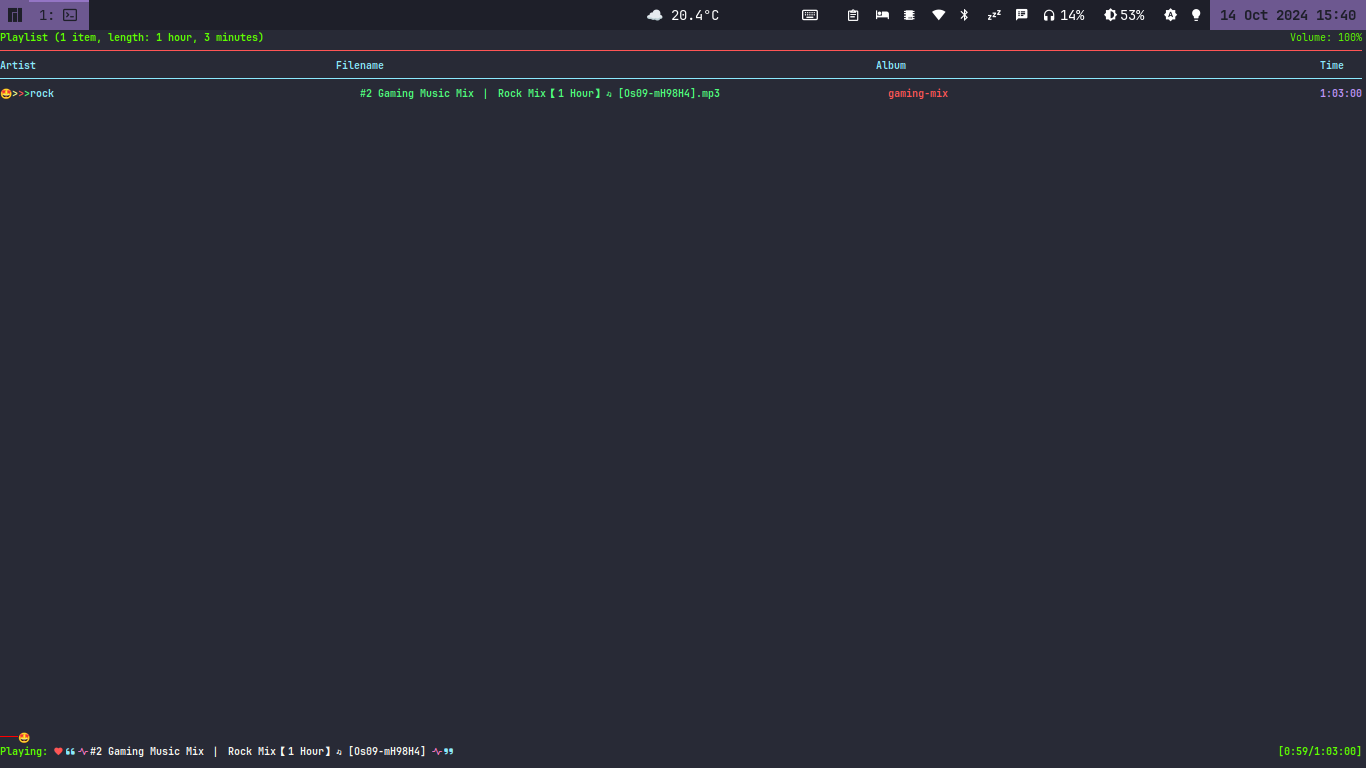 1: 20.4°C 14% 53% 14 Oct 2024 15:40
Playlist (1 item, length: 1 hour, 3 minutes) Volume: 100%
Artist Filename Album Time
🤩>>>rock #2 Gaming Music Mix ｜ Rock Mix【1 Hour】♫ [Os09-mH98H4].mp3 gaming-mix 1:03:00
Playing: #2 Gaming Music Mix ｜ Rock Mix【1 Hour】♫ [Os09-mH98H4] [0:59/1:03:00]